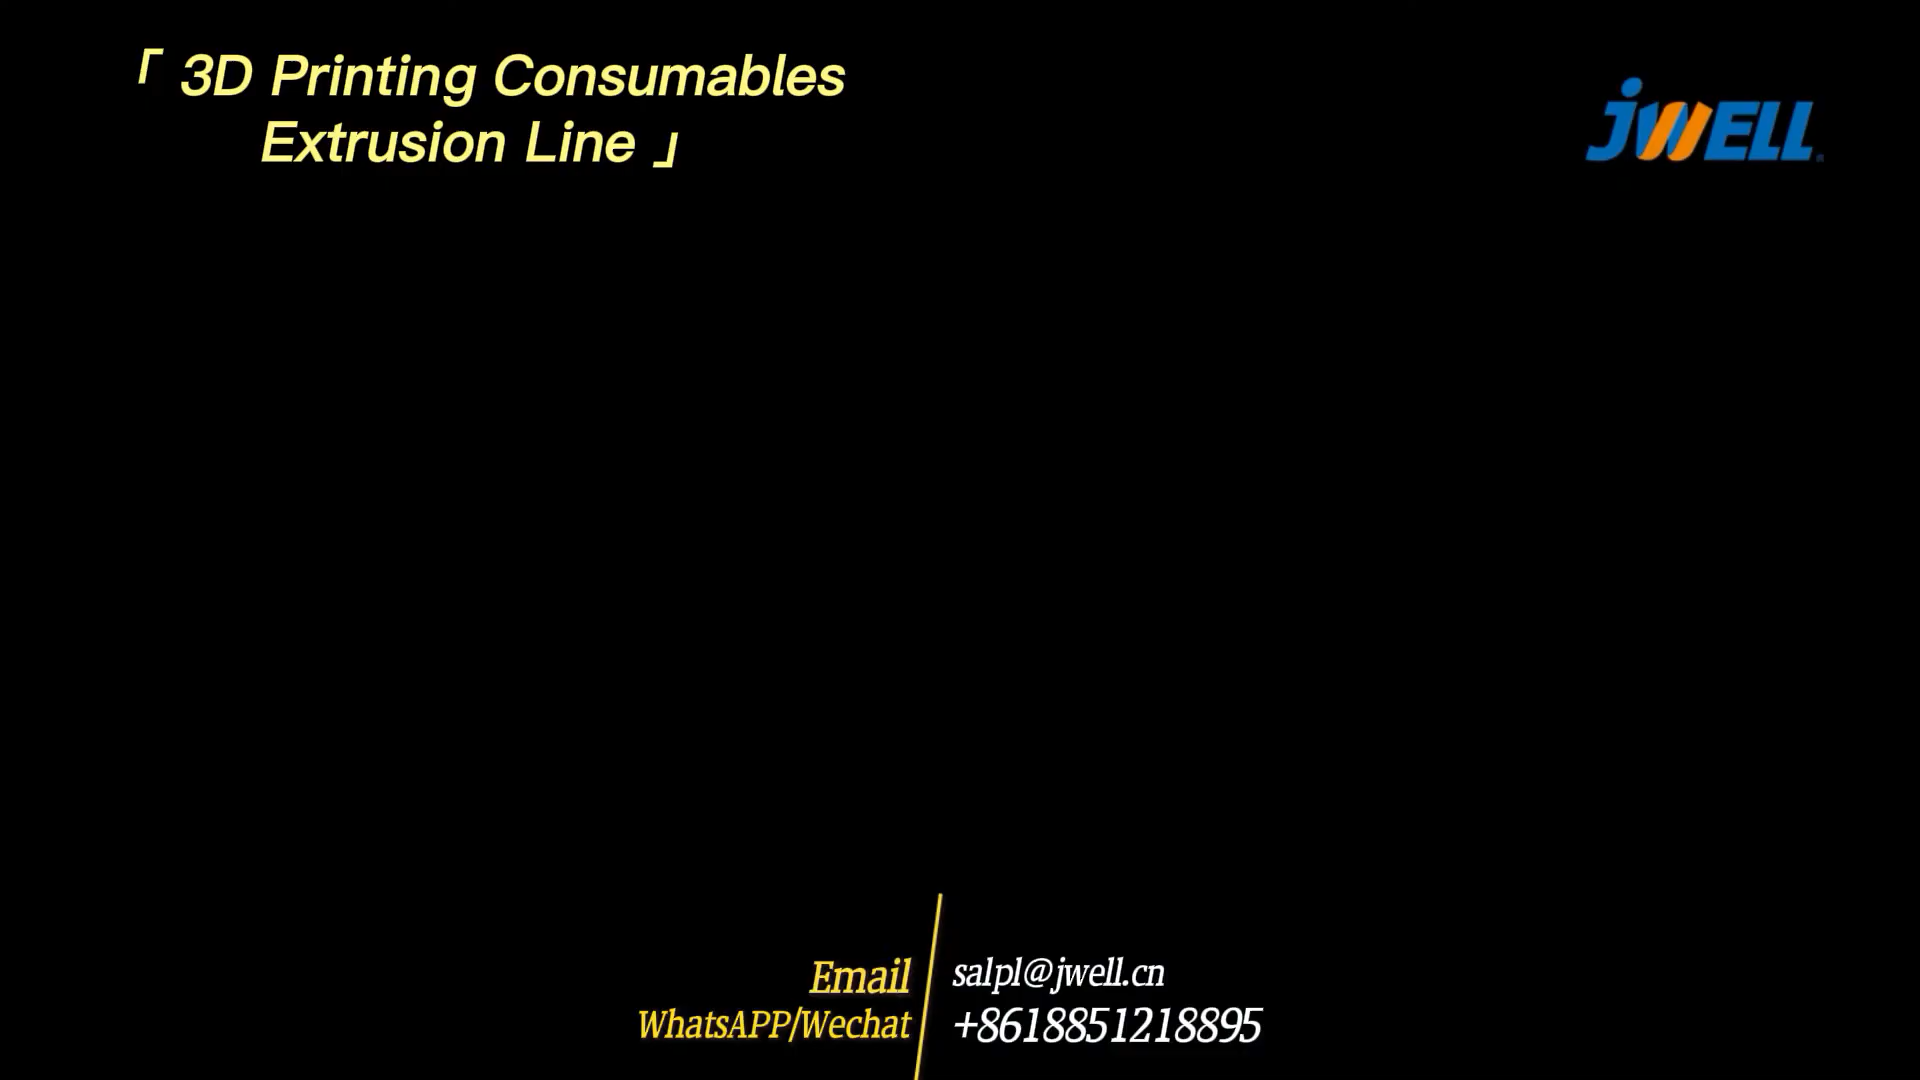 「 3D Printing Consumables
Extrusion Line 」
jWELL
Email salpl@jwell.cn
WhatsAPP/Wechat +8618851218895